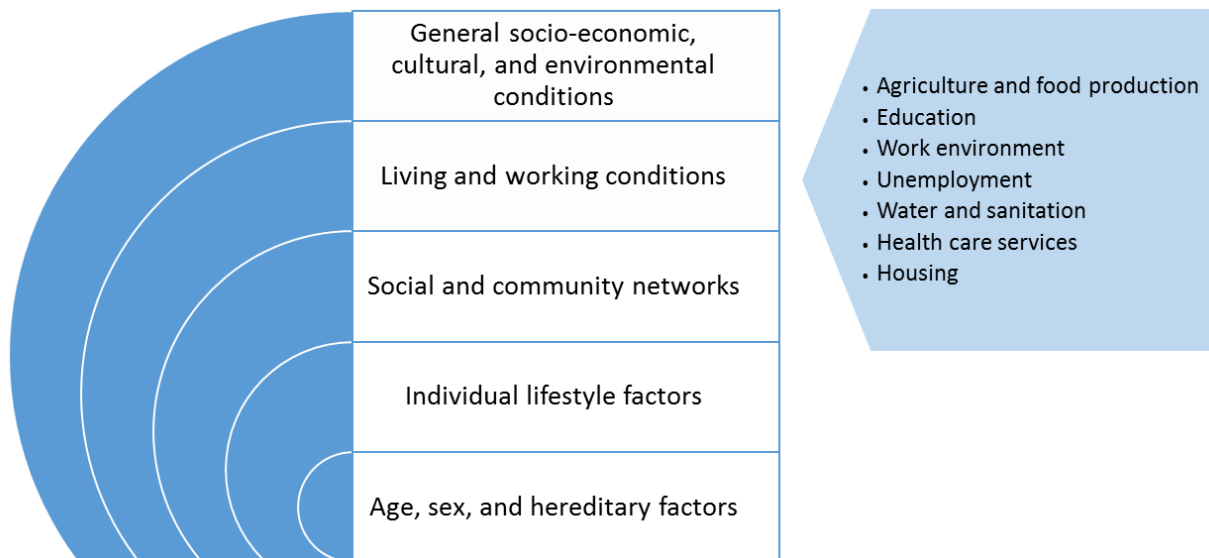 General socio-economic,
cultural, and environmental
conditions
Living and working conditions
Social and community networks
Individual lifestyle factors
Age, sex, and hereditary factors
• Agriculture and food production
• Education
• Work environment
• Unemployment
• Water and sanitation
• Health care services
• Housing